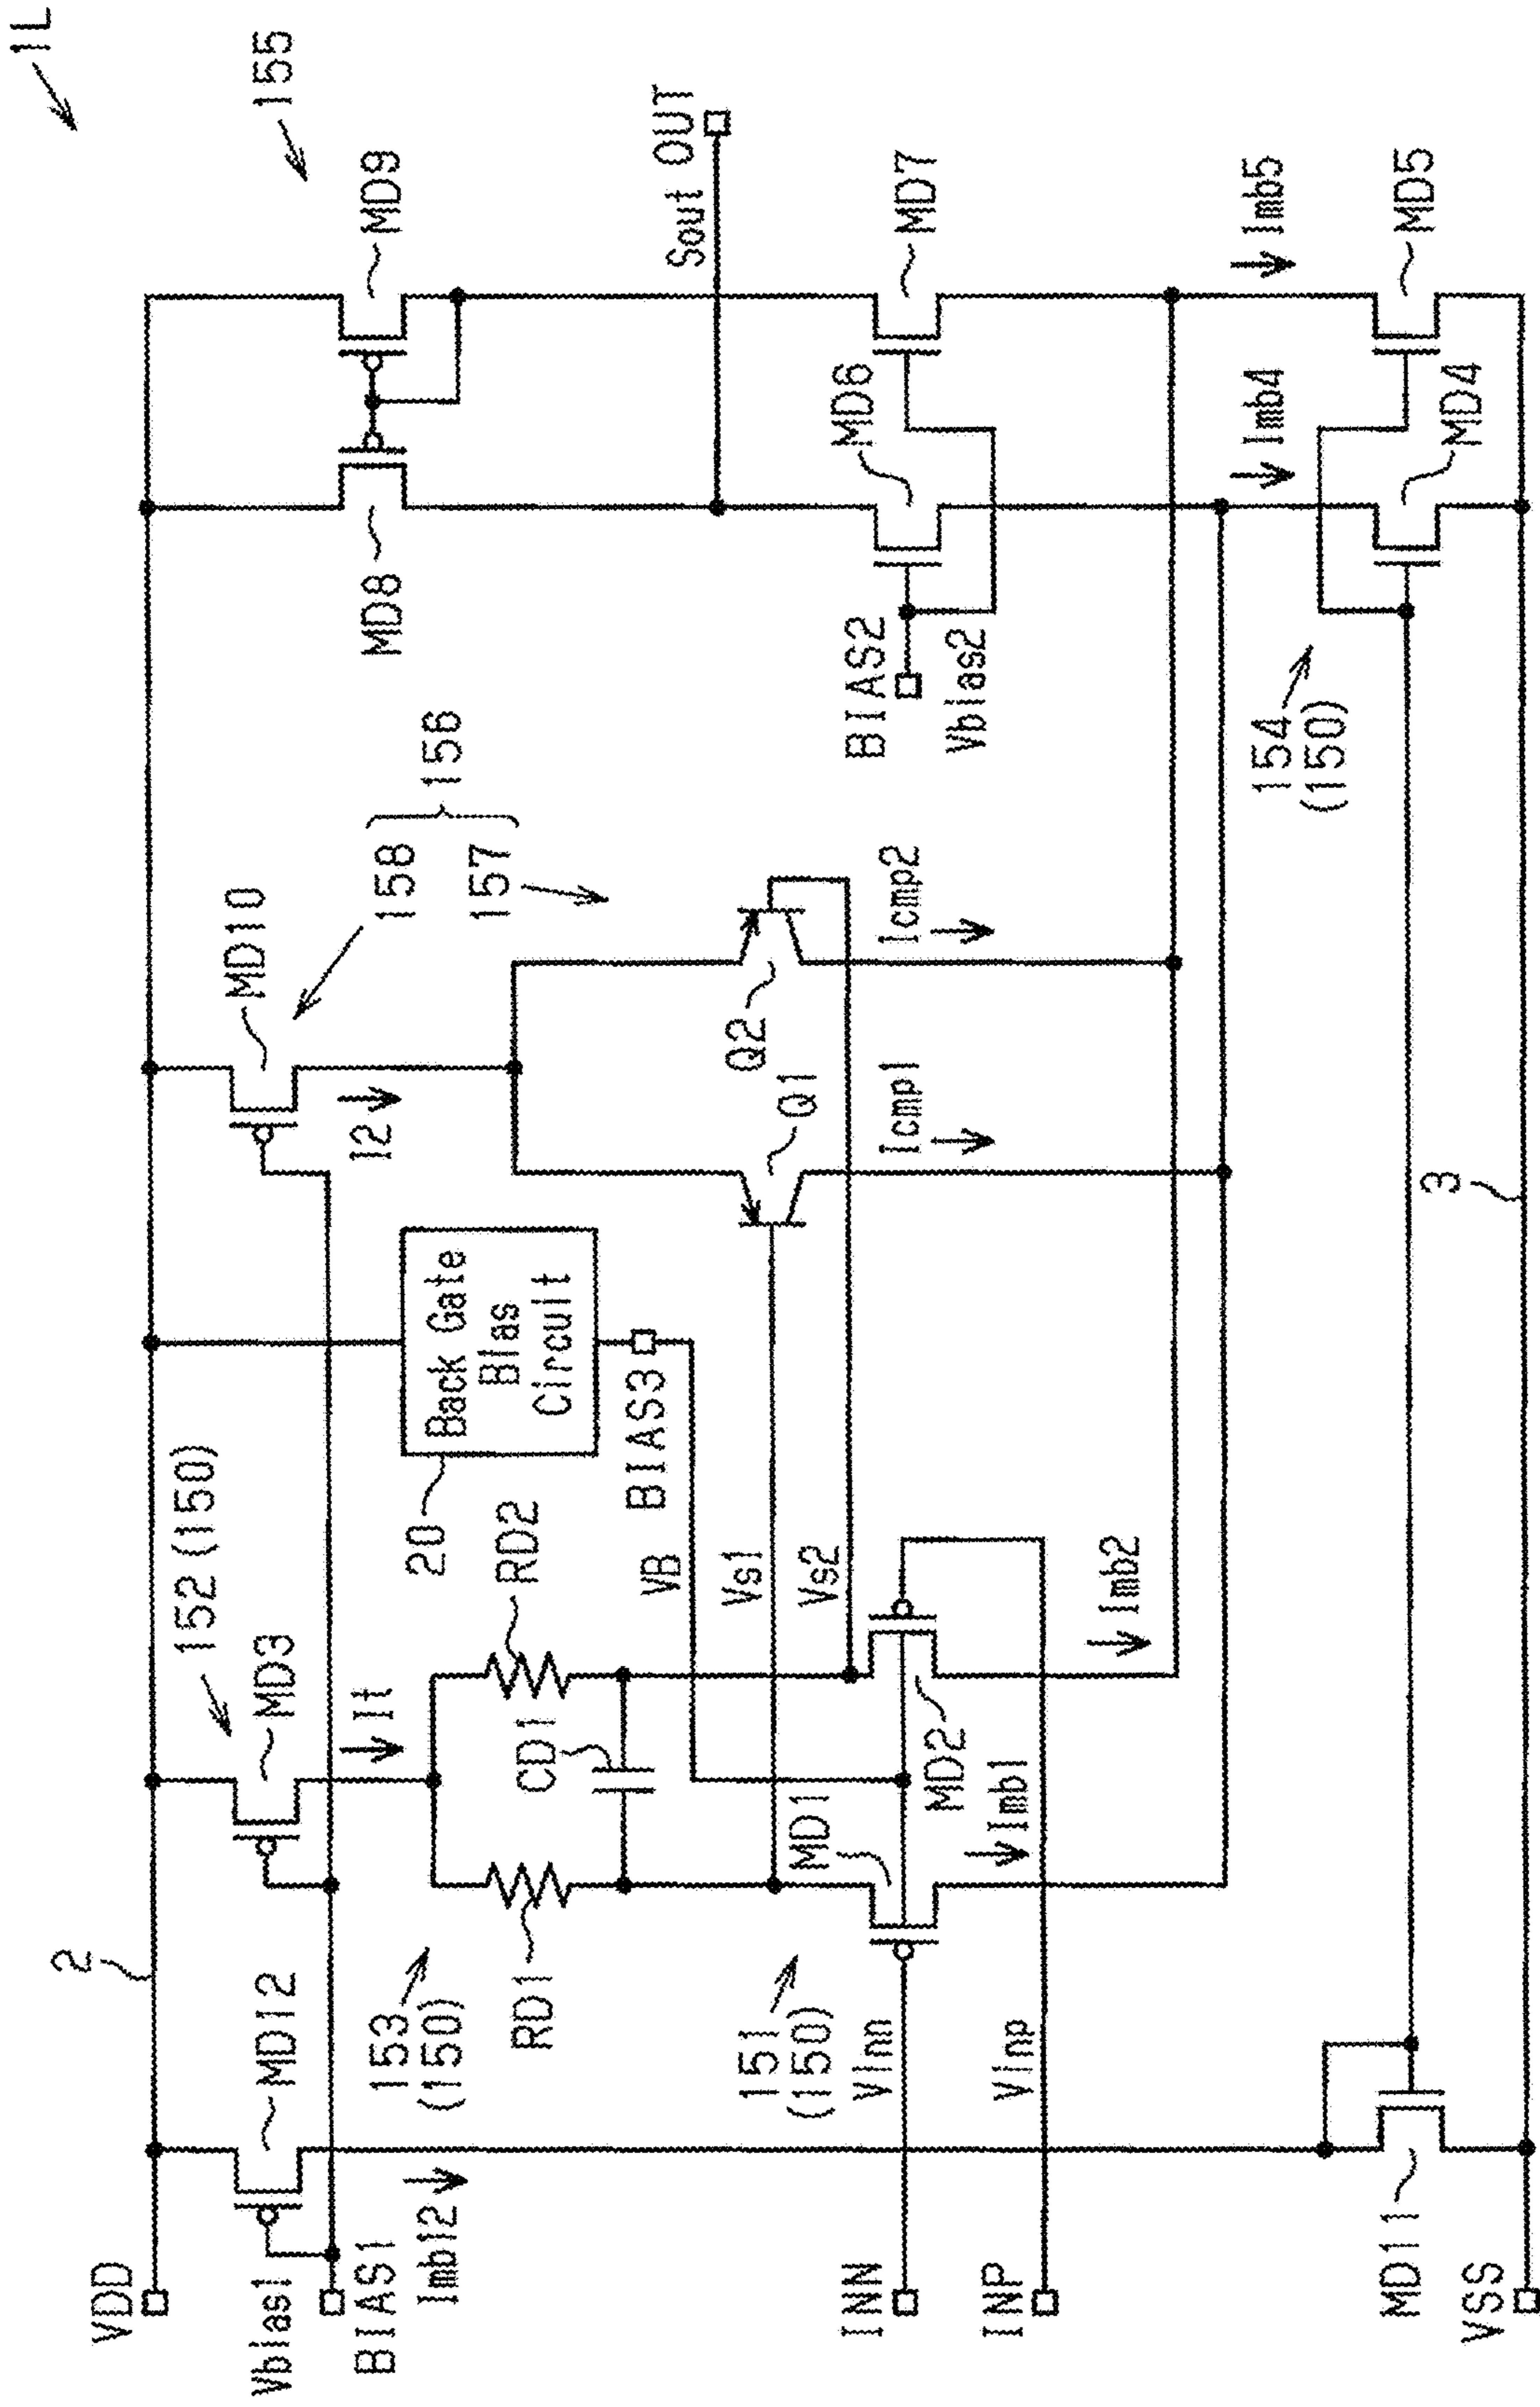 1L
155
VDD
2
MD12
Vbias1
BIAS1
Imb12
152 (150)
MD3
It
153
(150)
RD1
RD2
CD1
20
Back Gate
Bias
Circuit
BIAS3
VB
Vs1
Vs2
MD10
I2
158
157
156
Q1
Q2
Icmp1
Icmp2
MD8
MD9
Sout
OUT
MD6
MD7
BIAS2
Vbias2
151
(150)
MD1
MD2
Imb1
Imb2
INN
Vinn
INP
Vinp
Imb4
Imb5
154
(150)
MD4
MD5
MD11
VSS
3